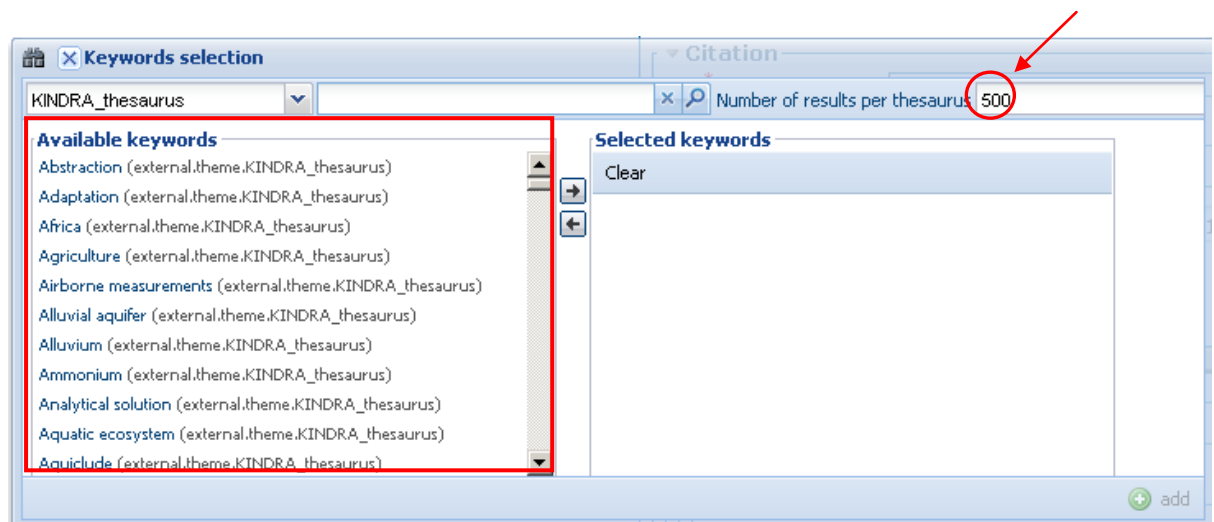 Keywords selection
Citation
KINDRA_thesaurus
Number of results per thesaurus 500
Available keywords
Abstraction (external.theme.KINDRA_thesaurus)
Adaptation (external.theme.KINDRA_thesaurus)
Africa (external.theme.KINDRA_thesaurus)
Agriculture (external.theme.KINDRA_thesaurus)
Airborne measurements (external.theme.KINDRA_thesaurus)
Alluvial aquifer (external.theme.KINDRA_thesaurus)
Alluvium (external.theme.KINDRA_thesaurus)
Ammonium (external.theme.KINDRA_thesaurus)
Analytical solution (external.theme.KINDRA_thesaurus)
Aquatic ecosystem (external.theme.KINDRA_thesaurus)
Aquiclude (external.theme.KINDRA_thesaurus)
Selected keywords
Clear
add